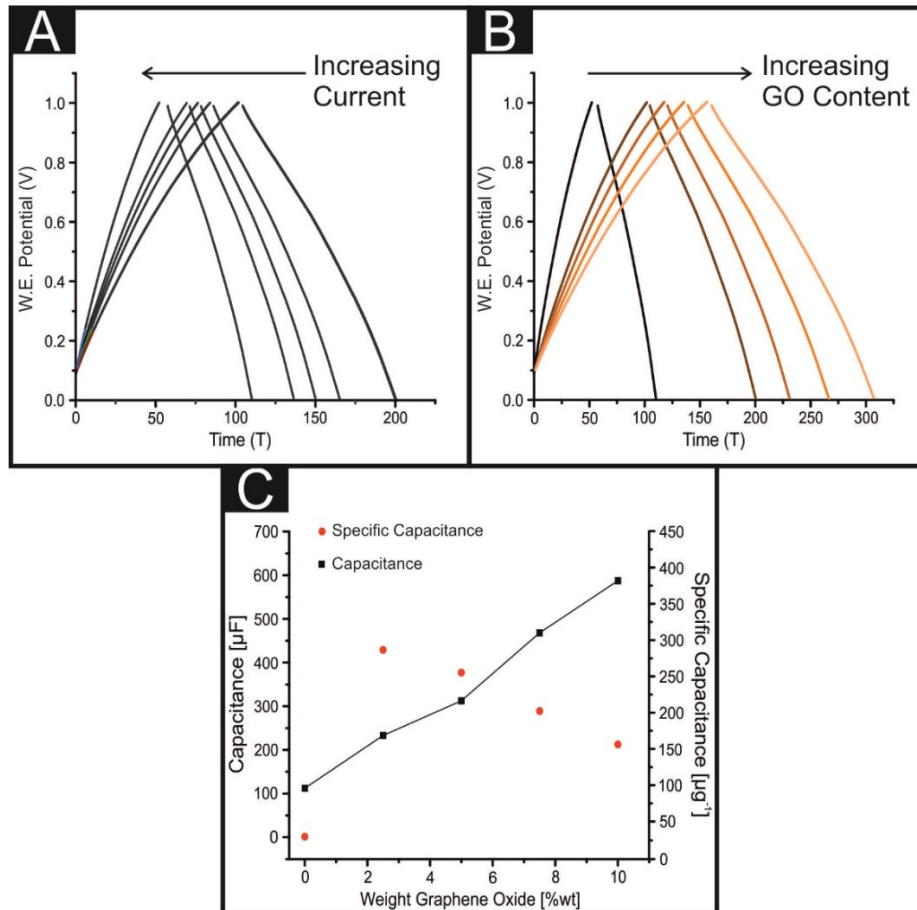 A
Increasing
Current
1.0
0.8
0.6
0.4
0.2
0.0
W.E. Potential (V)
0 50 100 150 200
Time (T)
B
Increasing
GO Content
1.0
0.8
0.6
0.4
0.2
0.0
W.E. Potential (V)
0 50 100 150 200 250 300
Time (T)
C
Specific Capacitance
Capacitance
700
600
500
400
300
200
100
0
Capacitance [µF]
450
400
350
300
250
200
150
100
50
0
Specific Capacitance [µg⁻¹]
0 2 4 6 8 10
Weight Graphene Oxide [%wt]